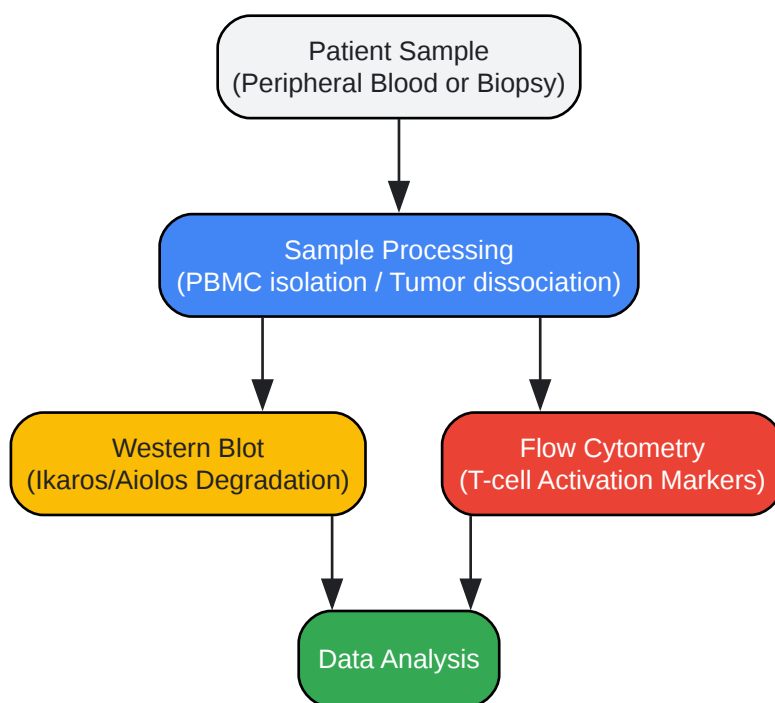 Patient Sample
(Peripheral Blood or Biopsy)
Sample Processing
(PBMC isolation / Tumor dissociation)
Western Blot
(Ikaros/Aiolos Degradation)
Flow Cytometry
(T-cell Activation Markers)
Data Analysis